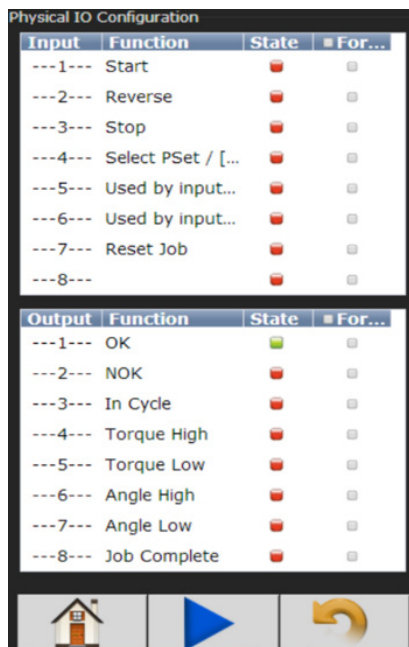 Physical IO Configuration
Input Function State For...
---1--- Start
---2--- Reverse
---3--- Stop
---4--- Select PSet / [...
---5--- Used by input...
---6--- Used by input...
---7--- Reset Job
---8---
Output Function State For...
---1--- OK
---2--- NOK
---3--- In Cycle
---4--- Torque High
---5--- Torque Low
---6--- Angle High
---7--- Angle Low
---8--- Job Complete